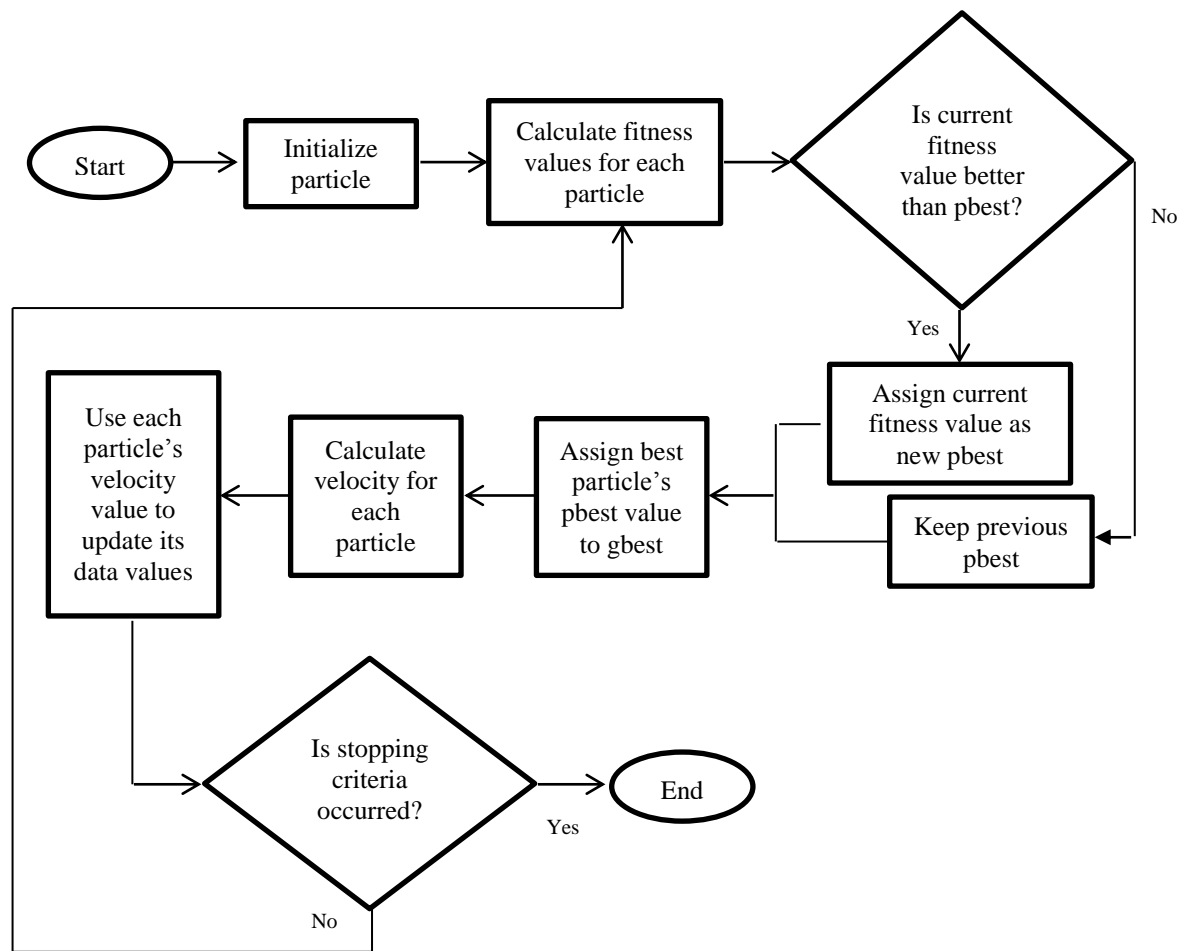 Start
Initialize
particle
Calculate fitness
values for each
particle
Is current
fitness
value better
than pbest?
No
Yes
Assign current
fitness value as
new pbest
Keep previous
pbest
Assign best
particle’s
pbest value
to gbest
Calculate
velocity for
each
particle
Use each
particle’s
velocity
value to
update its
data values
Is stopping
criteria
occurred?
Yes
End
No